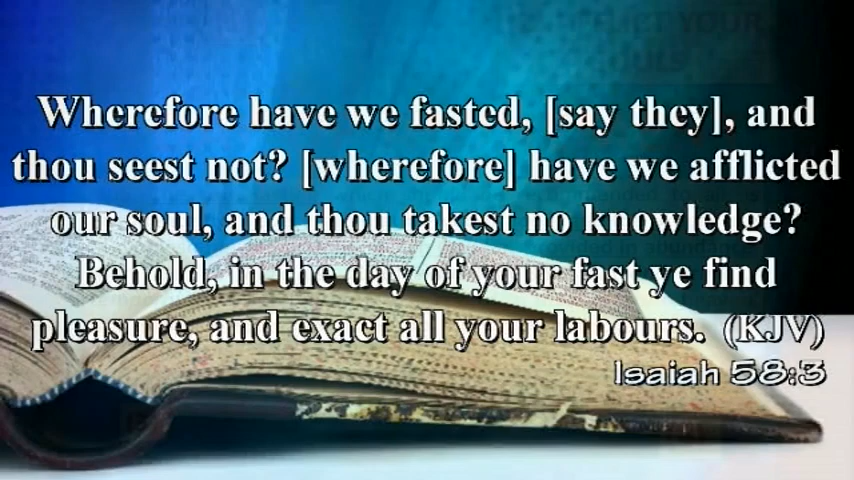 Wherefore have we fasted, [say they], and
thou seest not? [wherefore] have we afflicted
our soul, and thou takest no knowledge?
Behold, in the day of your fast ye find
pleasure, and exact all your labours. (KJV)
Isaiah 58:3